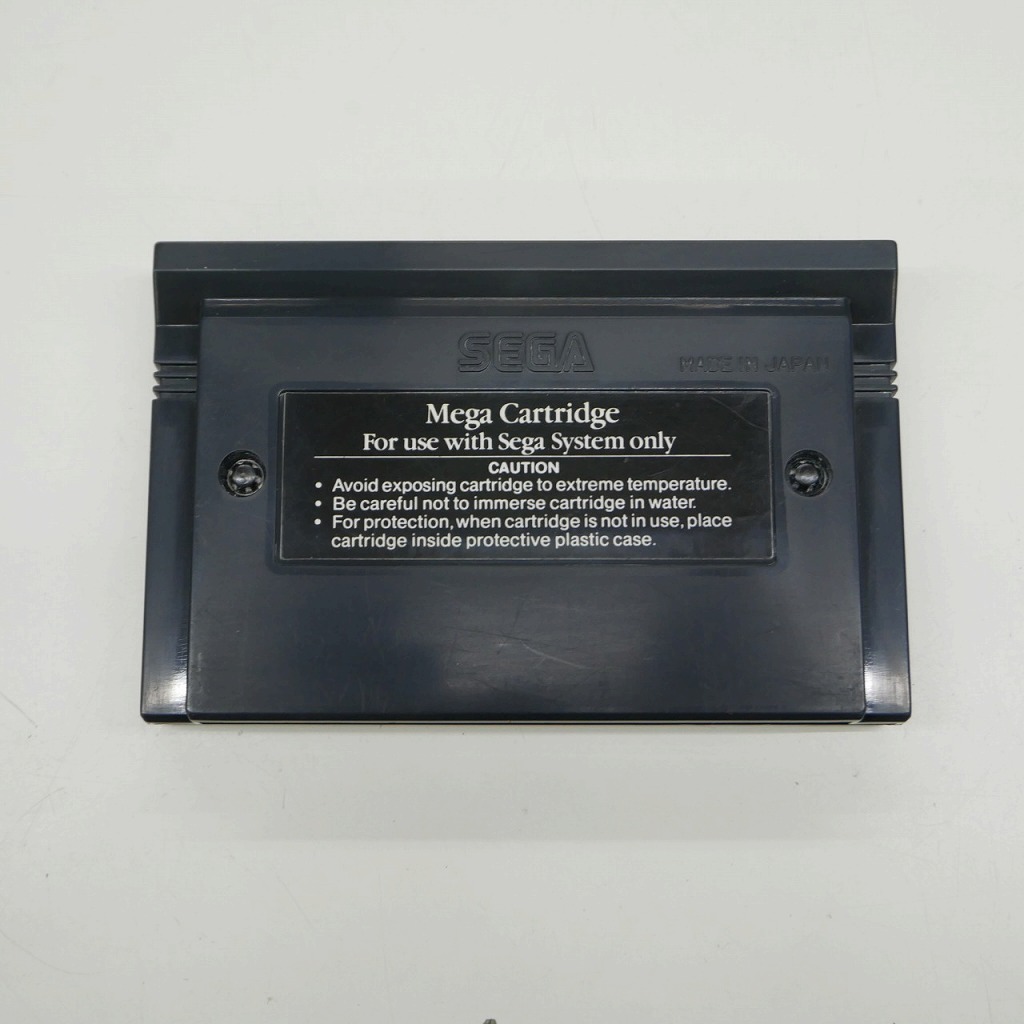 SEGA
MADE IN JAPAN
Mega Cartridge
For use with Sega System only
CAUTION
• Avoid exposing cartridge to extreme temperature.
• Be careful not to immerse cartridge in water.
• For protection, when cartridge is not in use, place
cartridge inside protective plastic case.